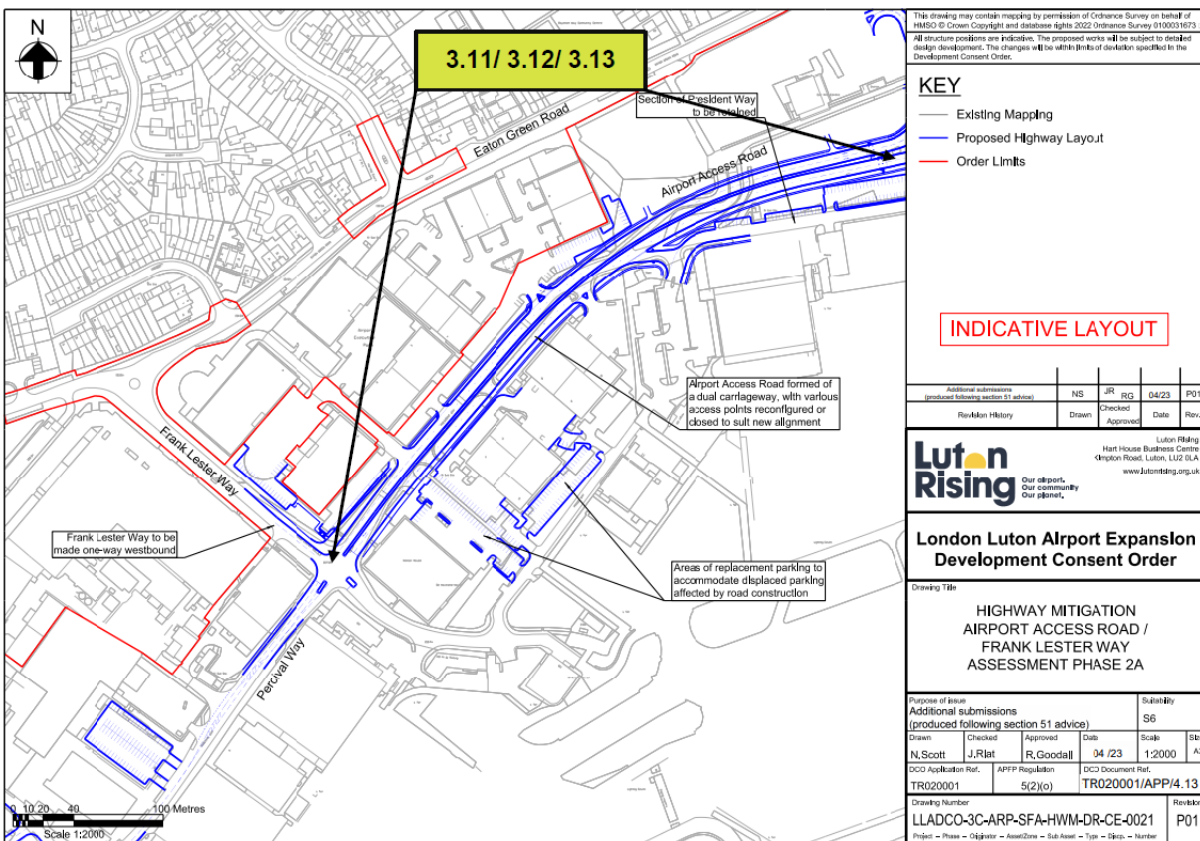 N
3.11/ 3.12/ 3.13
Eaton Green Road
Section of President Way
to be retained
Airport Access Road
Airport Access Road formed of
a dual carriageway, with various
access points reconfigured or
closed to suit new alignment
Frank Lester Way
Frank Lester Way to be
made one-way westbound
Areas of replacement parking to
accommodate displaced parking
affected by road construction
Percival Way
0 10 20 40 100 Metres
Scale 1:2000
This drawing may contain mapping by permission of Ordnance Survey on behalf of
HMSO © Crown Copyright and database rights 2022 Ordnance Survey 0100031673
All structure positions are indicative. The proposed works will be subject to detailed
design development. The changes will be within limits of deviation specified in the
Development Consent Order.
KEY
Existing Mapping
Proposed Highway Layout
Order Limits
INDICATIVE LAYOUT
Additional submissions
(produced following section 51 advice)
NS JR RG 04/23 P01
Revision History Drawn Checked Approved Date Rev.
Luton
Rising
Our airport.
Our community
Our planet.
Luton Rising
Hart House Business Centre
Kimpton Road, Luton, LU2 0LA
www.lutonrising.org.uk
London Luton Airport Expansion
Development Consent Order
Drawing Title
HIGHWAY MITIGATION
AIRPORT ACCESS ROAD /
FRANK LESTER WAY
ASSESSMENT PHASE 2A
Purpose of issue
Additional submissions
(produced following section 51 advice)
Suitability
S6
Drawn Checked Approved Date Scale
N.Scott J.Rlat R.Goodall 04 /23 1:2000
DCO Application Ref. APFP Regulation DCO Document Ref.
TR020001 5(2)(o) TR020001/APP/4.13
Drawing Number Revision
LLADCO-3C-ARP-SFA-HWM-DR-CE-0021 P01
Project – Phase – Originator – Asset/Zone – Sub Asset – Type – Discp. – Number